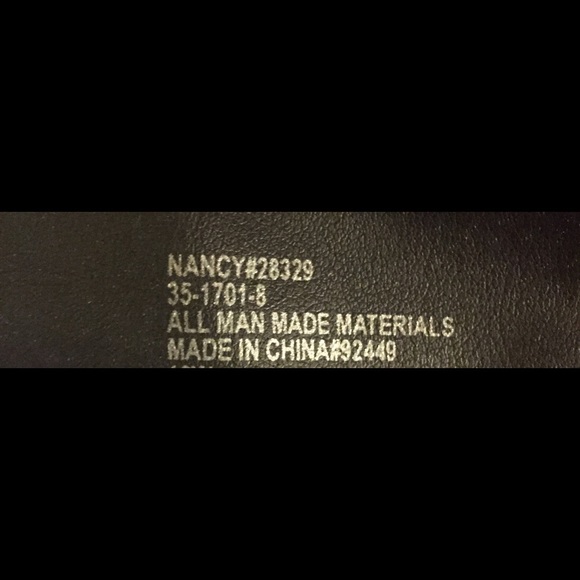 NANCY#28329
35-1701-8
ALL MAN MADE MATERIALS
MADE IN CHINA#92449